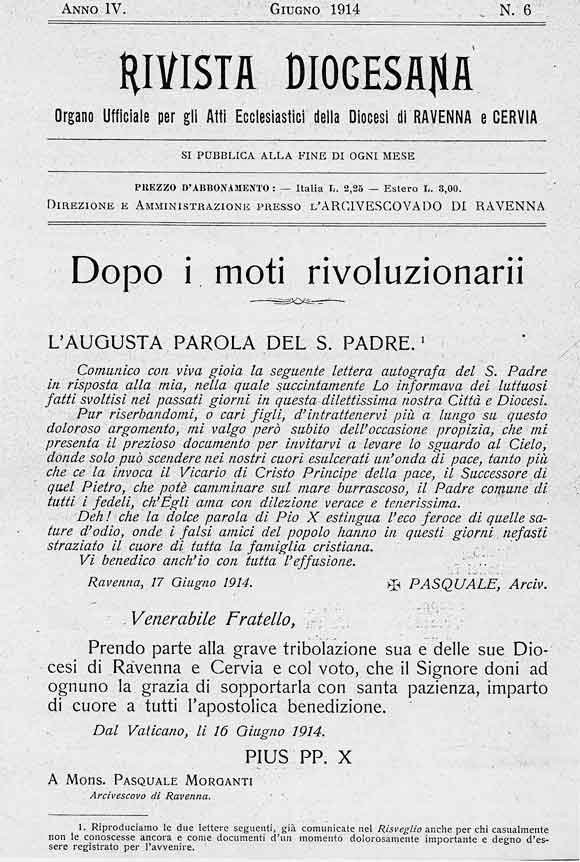 ANNO IV. GIUGNO 1914 N. 6
RIVISTA DIOCESANA
Organo Ufficiale per gli Atti Ecclesiastici della Diocesi di RAVENNA e CERVIA
SI PUBBLICA ALLA FINE DI OGNI MESE
PREZZO D'ABBONAMENTO: — Italia L. 2,25 — Estero L. 3,00.
DIREZIONE E AMMINISTRAZIONE PRESSO L'ARCIVESCOVADO DI RAVENNA
Dopo i moti rivoluzionarii
L'AUGUSTA PAROLA DEL S. PADRE. 1
Comunico con viva gioia la seguente lettera autografa del S. Padre
in risposta alla mia, nella quale succintamente Lo informava dei luttuosi
fatti svoltisi nei passati giorni in questa dilettissima nostra Città e Diocesi.
Pur riserbandomi, o cari figli, d'intrattenervi più a lungo su questo
doloroso argomento, mi valgo però subito dell'occasione propizia, che mi
presenta il prezioso documento per invitarvi a levare lo sguardo al Cielo,
donde solo può scendere nei nostri cuori esulcerati un'onda di pace, tanto più
che ce la invoca il Vicario di Cristo Principe della pace, il Successore di
quel Pietro, che potè camminare sul mare burrascoso, il Padre comune di
tutti i fedeli, ch'Egli ama con dilezione verace e tenerissima.
Deh! che la dolce parola di Pio X estingua l'eco feroce di quelle sa-
ture d'odio, onde i falsi amici del popolo hanno in questi giorni nefasti
straziato il cuore di tutta la famiglia cristiana.
Vi benedico anch'io con tutta l'effusione.
Ravenna, 17 Giugno 1914. ✠ PASQUALE, Arciv.
Venerabile Fratello,
Prendo parte alla grave tribolazione sua e delle sue Dio-
cesi di Ravenna e Cervia e col voto, che il Signore doni ad
ognuno la grazia di sopportarla con santa pazienza, imparto
di cuore a tutti l'apostolica benedizione.
Dal Vaticano, li 16 Giugno 1914.
PIUS PP. X
A MONS. PASQUALE MORGANTI
Arcivescovo di Ravenna.
1. Riproduciamo le due lettere seguenti, già comunicate nel Risveglio anche per chi casualmente
non le conoscesse ancora e come documenti d'un momento dolorosamente importante e degno d'es-
sere registrato per l'avvenire.